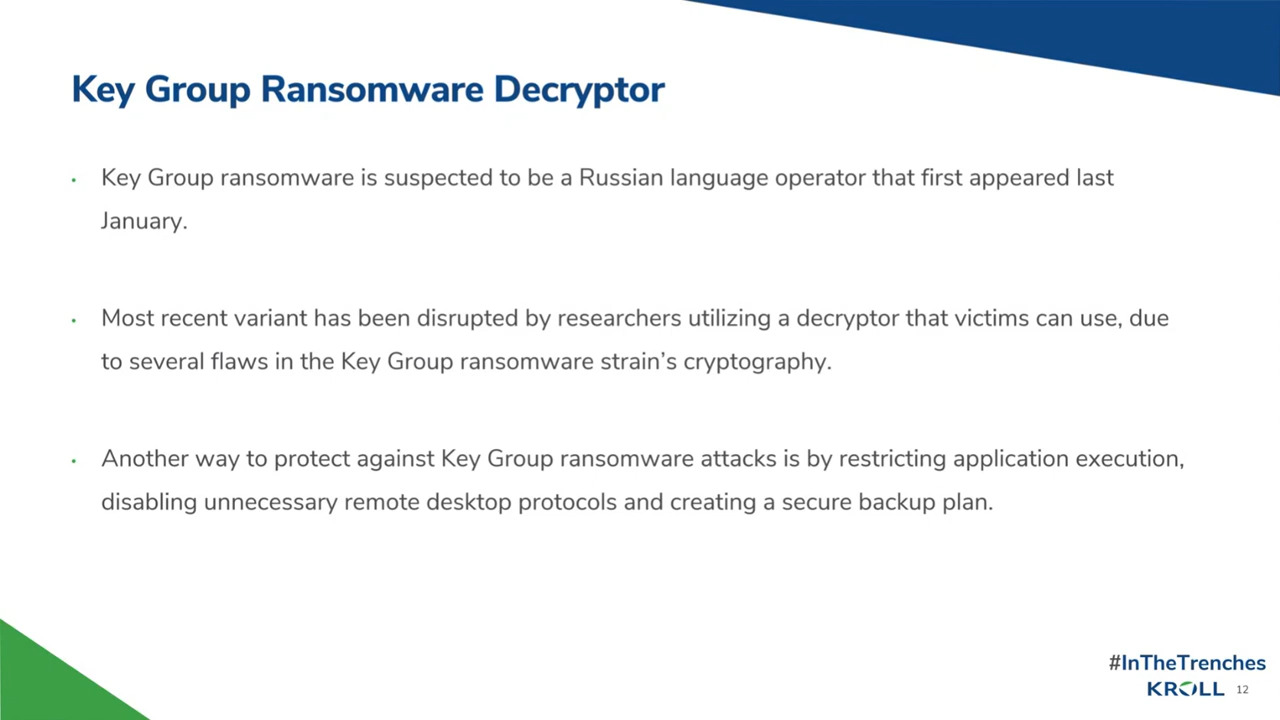 Key Group Ransomware Decryptor
• Key Group ransomware is suspected to be a Russian language operator that first appeared last
January.
• Most recent variant has been disrupted by researchers utilizing a decryptor that victims can use, due
to several flaws in the Key Group ransomware strain’s cryptography.
• Another way to protect against Key Group ransomware attacks is by restricting application execution,
disabling unnecessary remote desktop protocols and creating a secure backup plan.
#InTheTrenches
KROLL 12